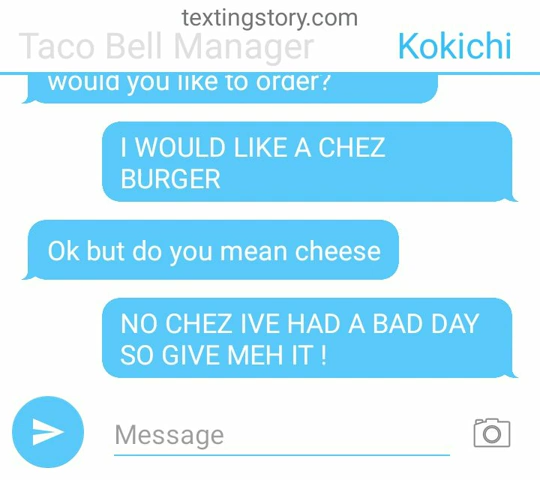 textingstory.com
Taco Bell Manager
Kokichi
would you like to order?
I WOULD LIKE A CHEZ
BURGER
Ok but do you mean cheese
NO CHEZ IVE HAD A BAD DAY
SO GIVE MEH IT !
Message